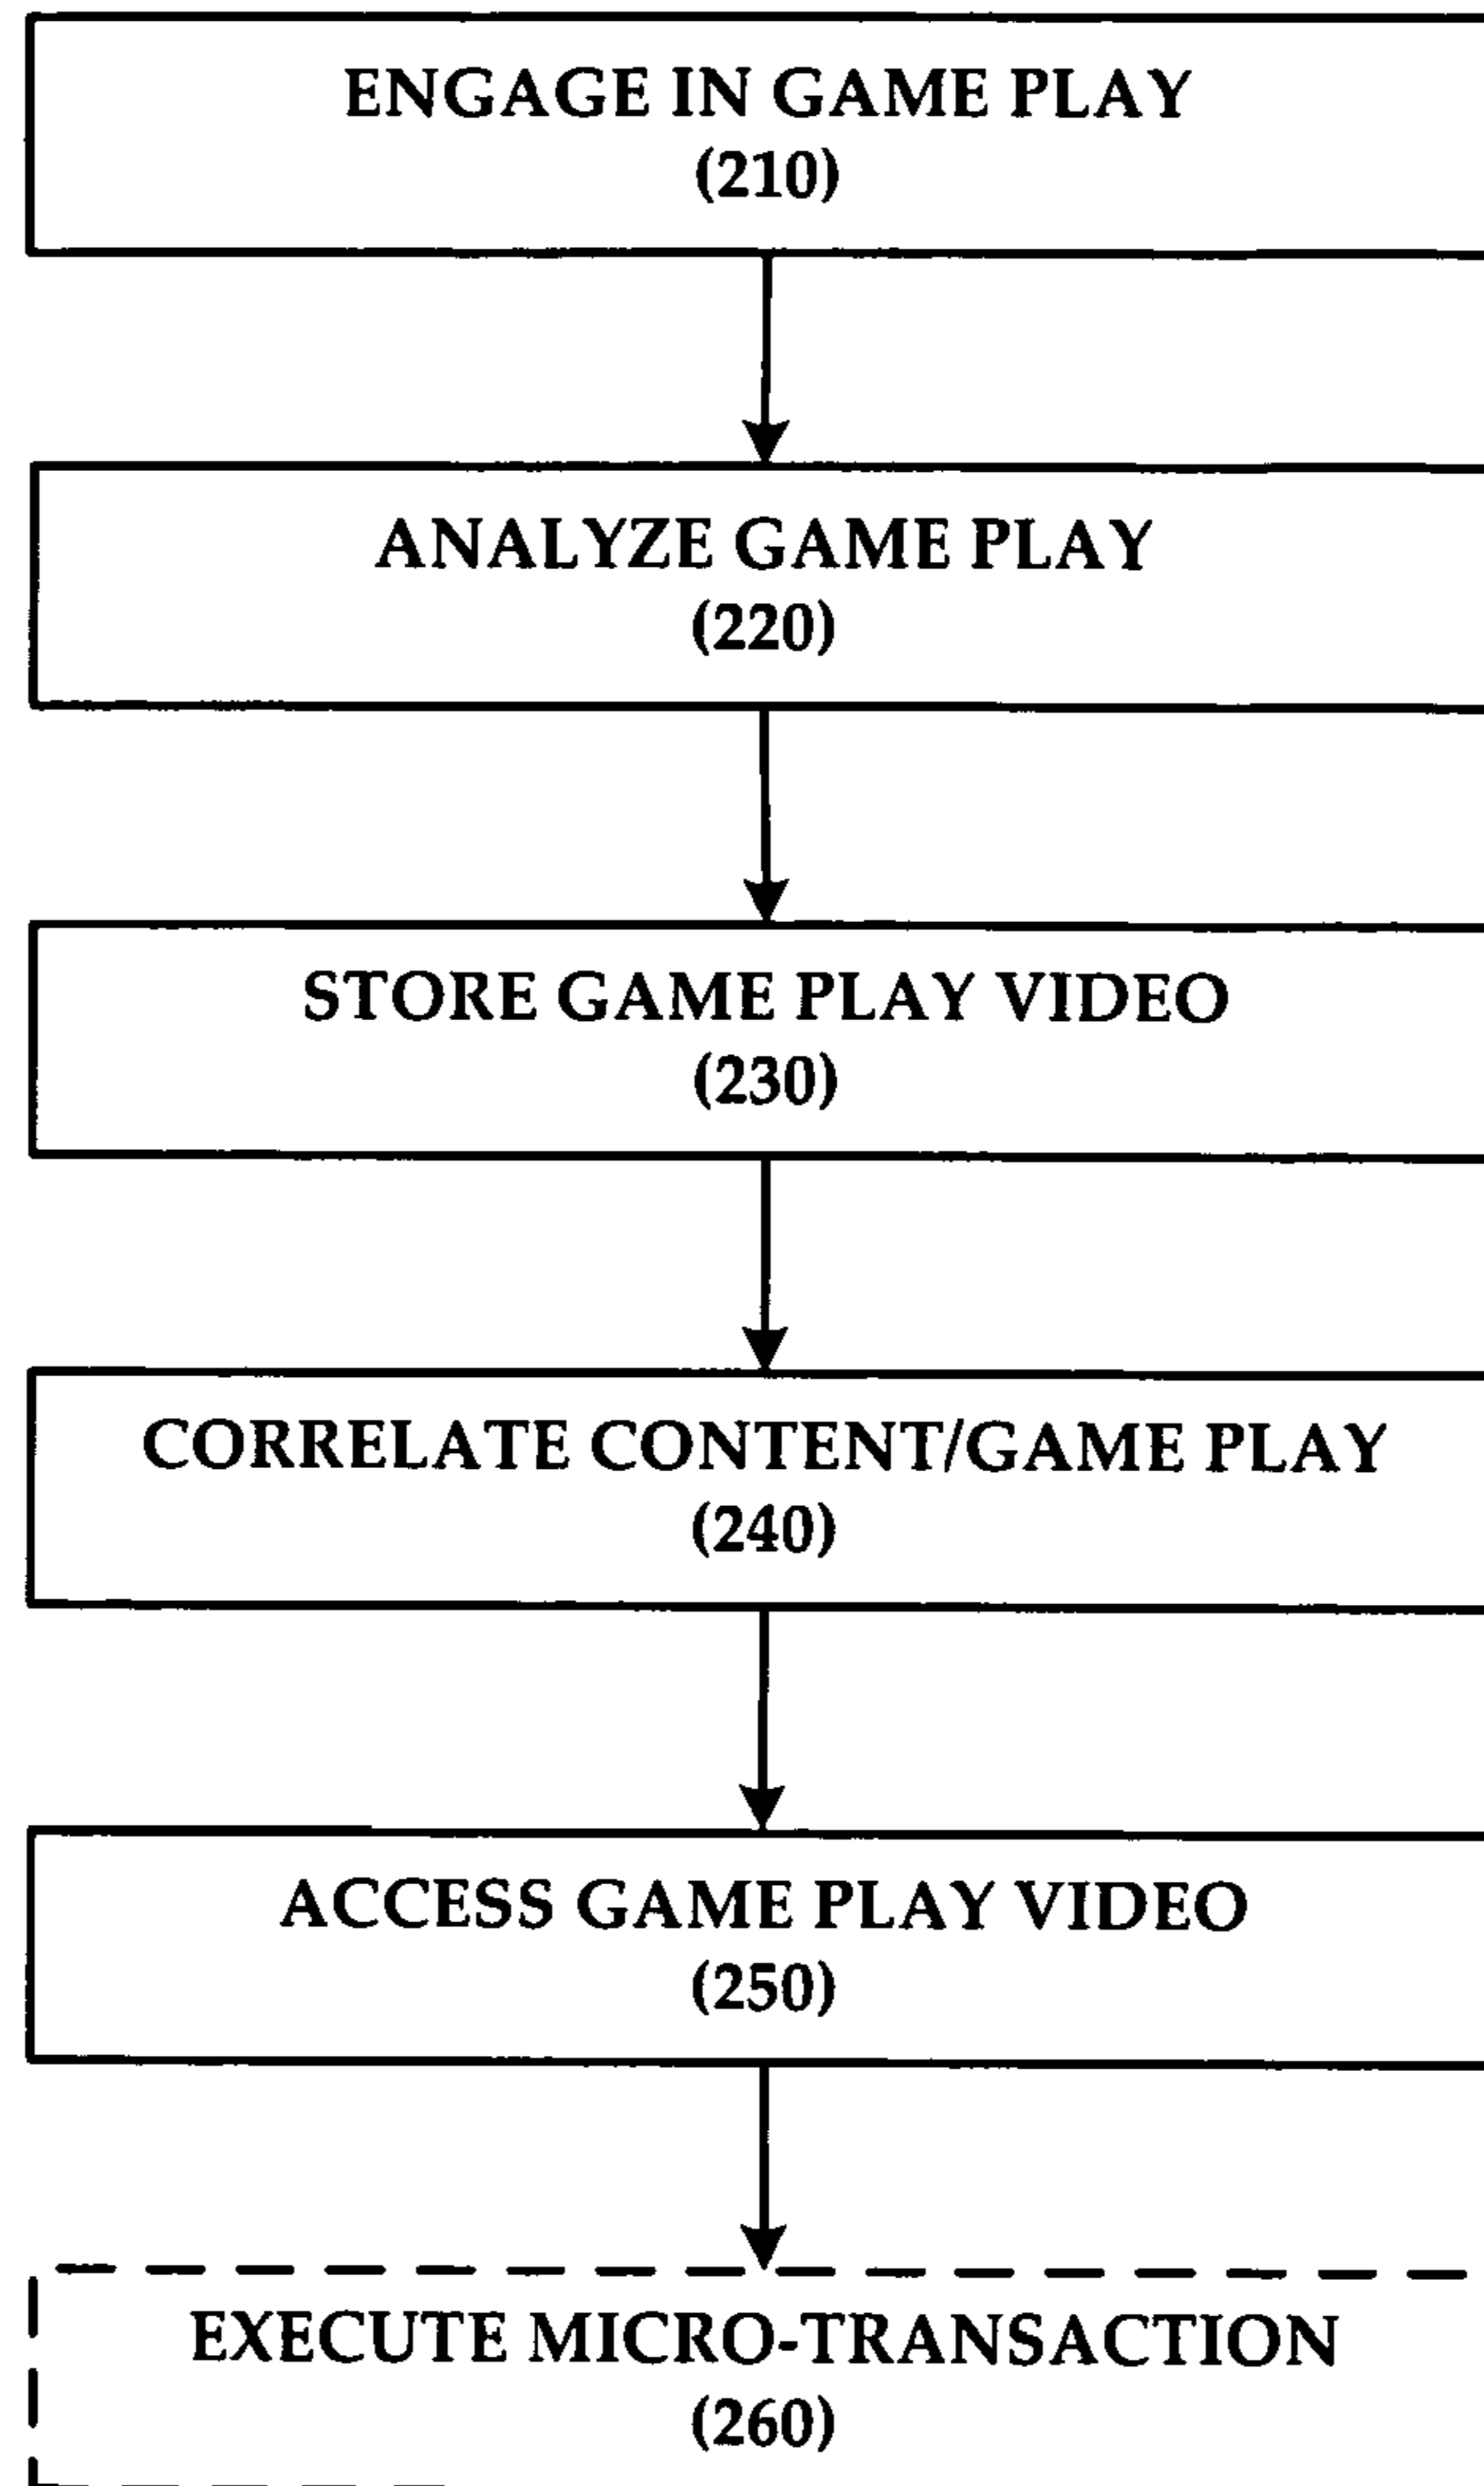 ENGAGE IN GAME PLAY
(210)
ANALYZE GAME PLAY
(220)
STORE GAME PLAY VIDEO
(230)
CORRELATE CONTENT/GAME PLAY
(240)
ACCESS GAME PLAY VIDEO
(250)
EXECUTE MICRO-TRANSACTION
(260)